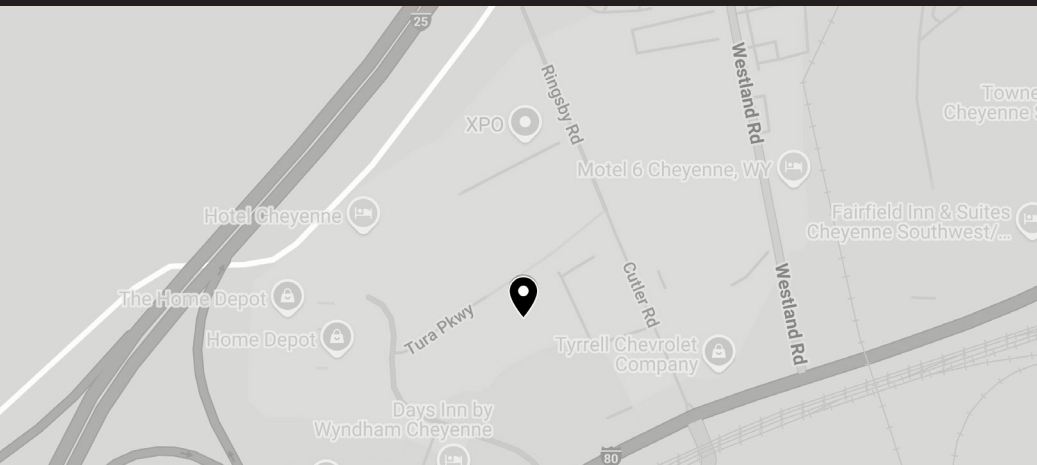 25
Ringsby Rd
Westland Rd
XPO
Towne
Cheyenne S
Motel 6 Cheyenne, WY
Hotel Cheyenne
Fairfield Inn & Suites
Cheyenne Southwest/...
The Home Depot
Cutler Rd
Westland Rd
Tura Pkwy
Home Depot
Tyrrell Chevrolet
Company
Days Inn by
Wyndham Cheyenne
80